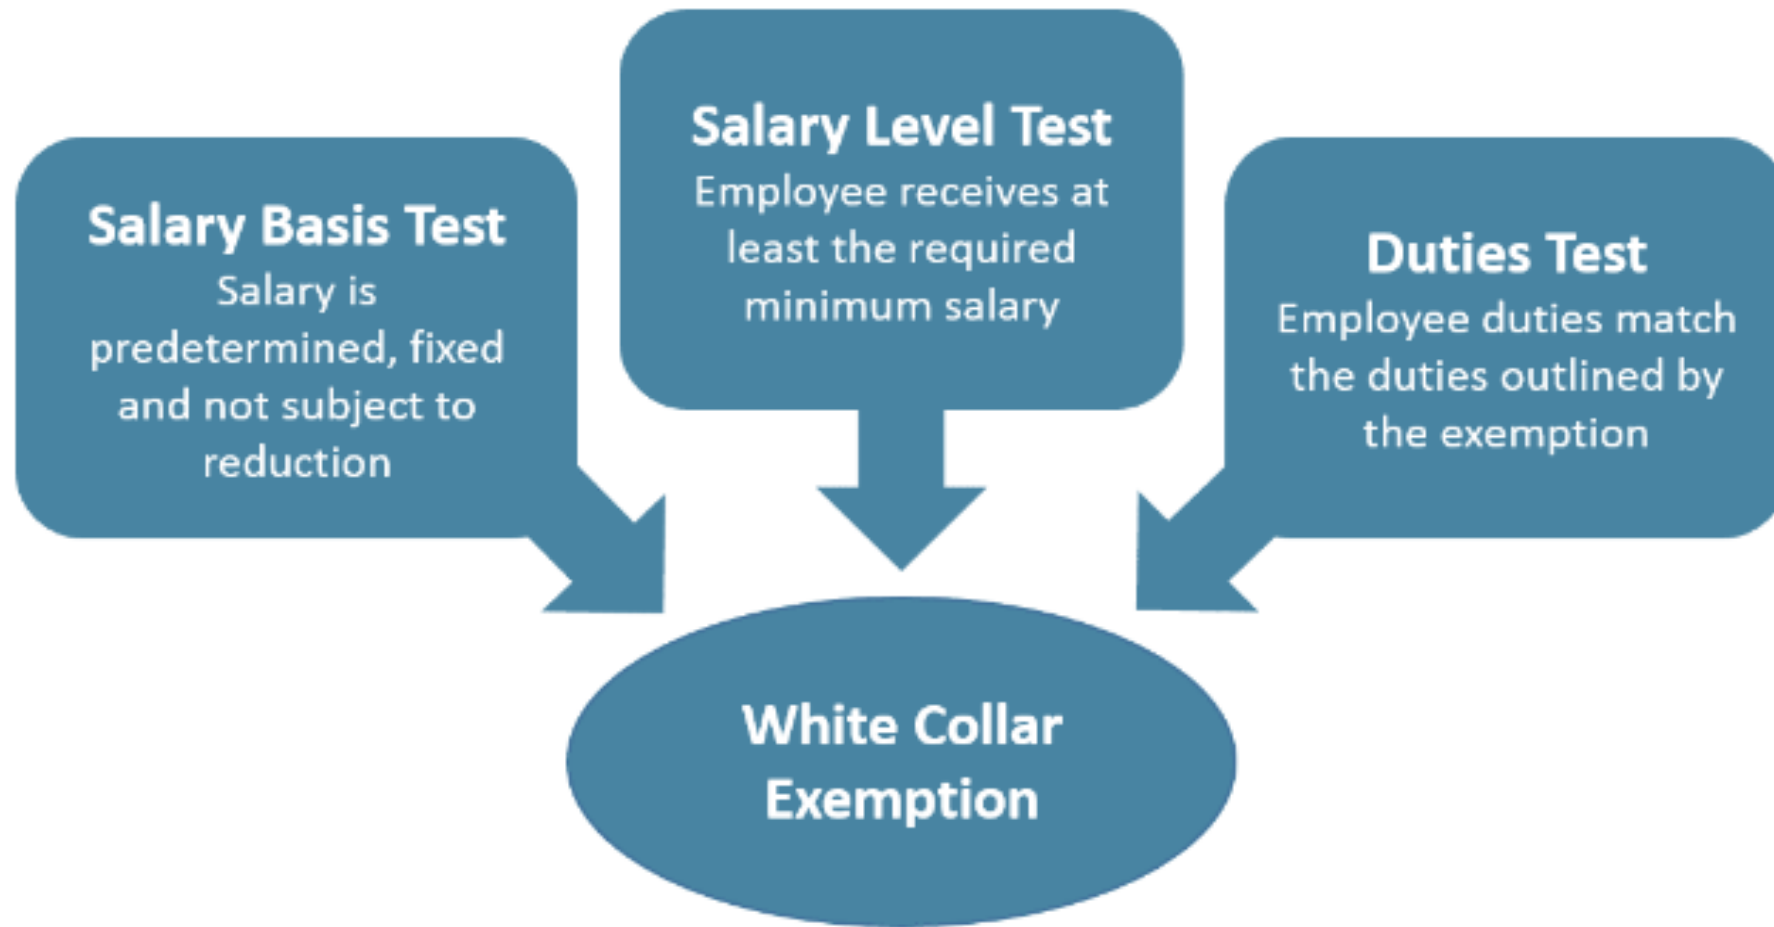 Salary Basis Test
Salary is
predetermined, fixed
and not subject to
reduction
Salary Level Test
Employee receives at
least the required
minimum salary
Duties Test
Employee duties match
the duties outlined by
the exemption
White Collar
Exemption